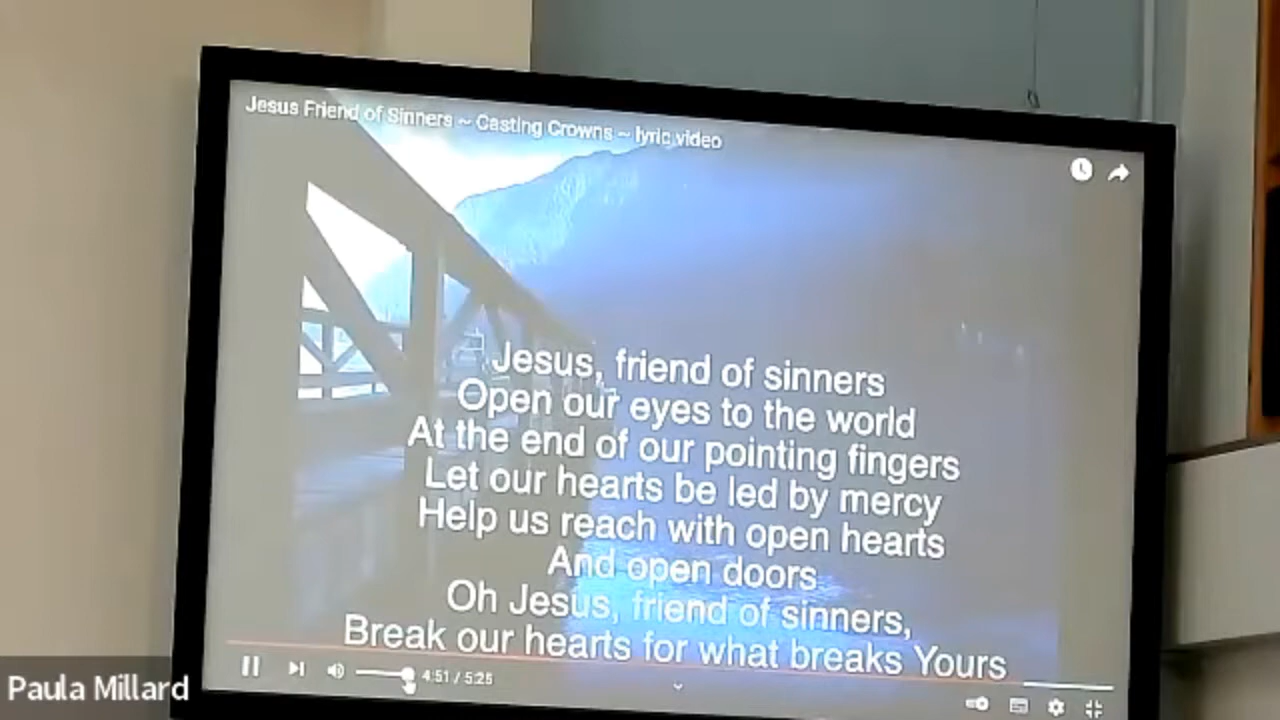 Jesus Friend of Sinners ~ Casting Crowns ~ lyric video
Jesus, friend of sinners
Open our eyes to the world
At the end of our pointing fingers
Let our hearts be led by mercy
Help us reach with open hearts
And open doors
Oh Jesus, friend of sinners,
Break our hearts for what breaks Yours
4:51 / 5:25
Paula Millard